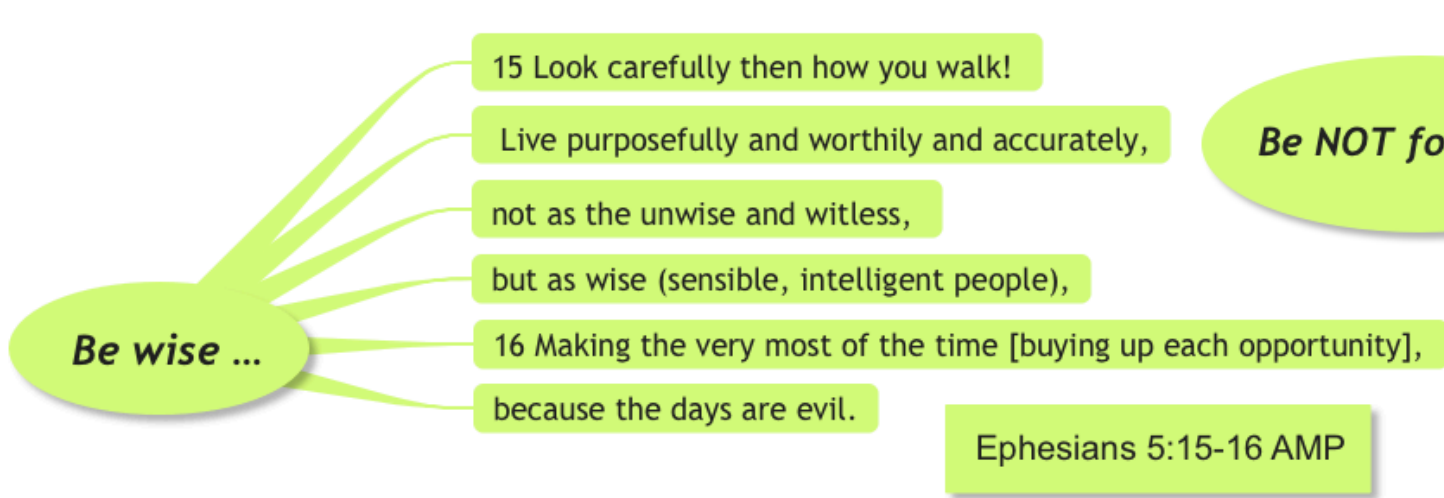 15 Look carefully then how you walk!
Live purposefully and worthily and accurately,
not as the unwise and witless,
but as wise (sensible, intelligent people),
Be wise ...
16 Making the very most of the time [buying up each opportunity],
because the days are evil.
Be NOT fo
Ephesians 5:15-16 AMP